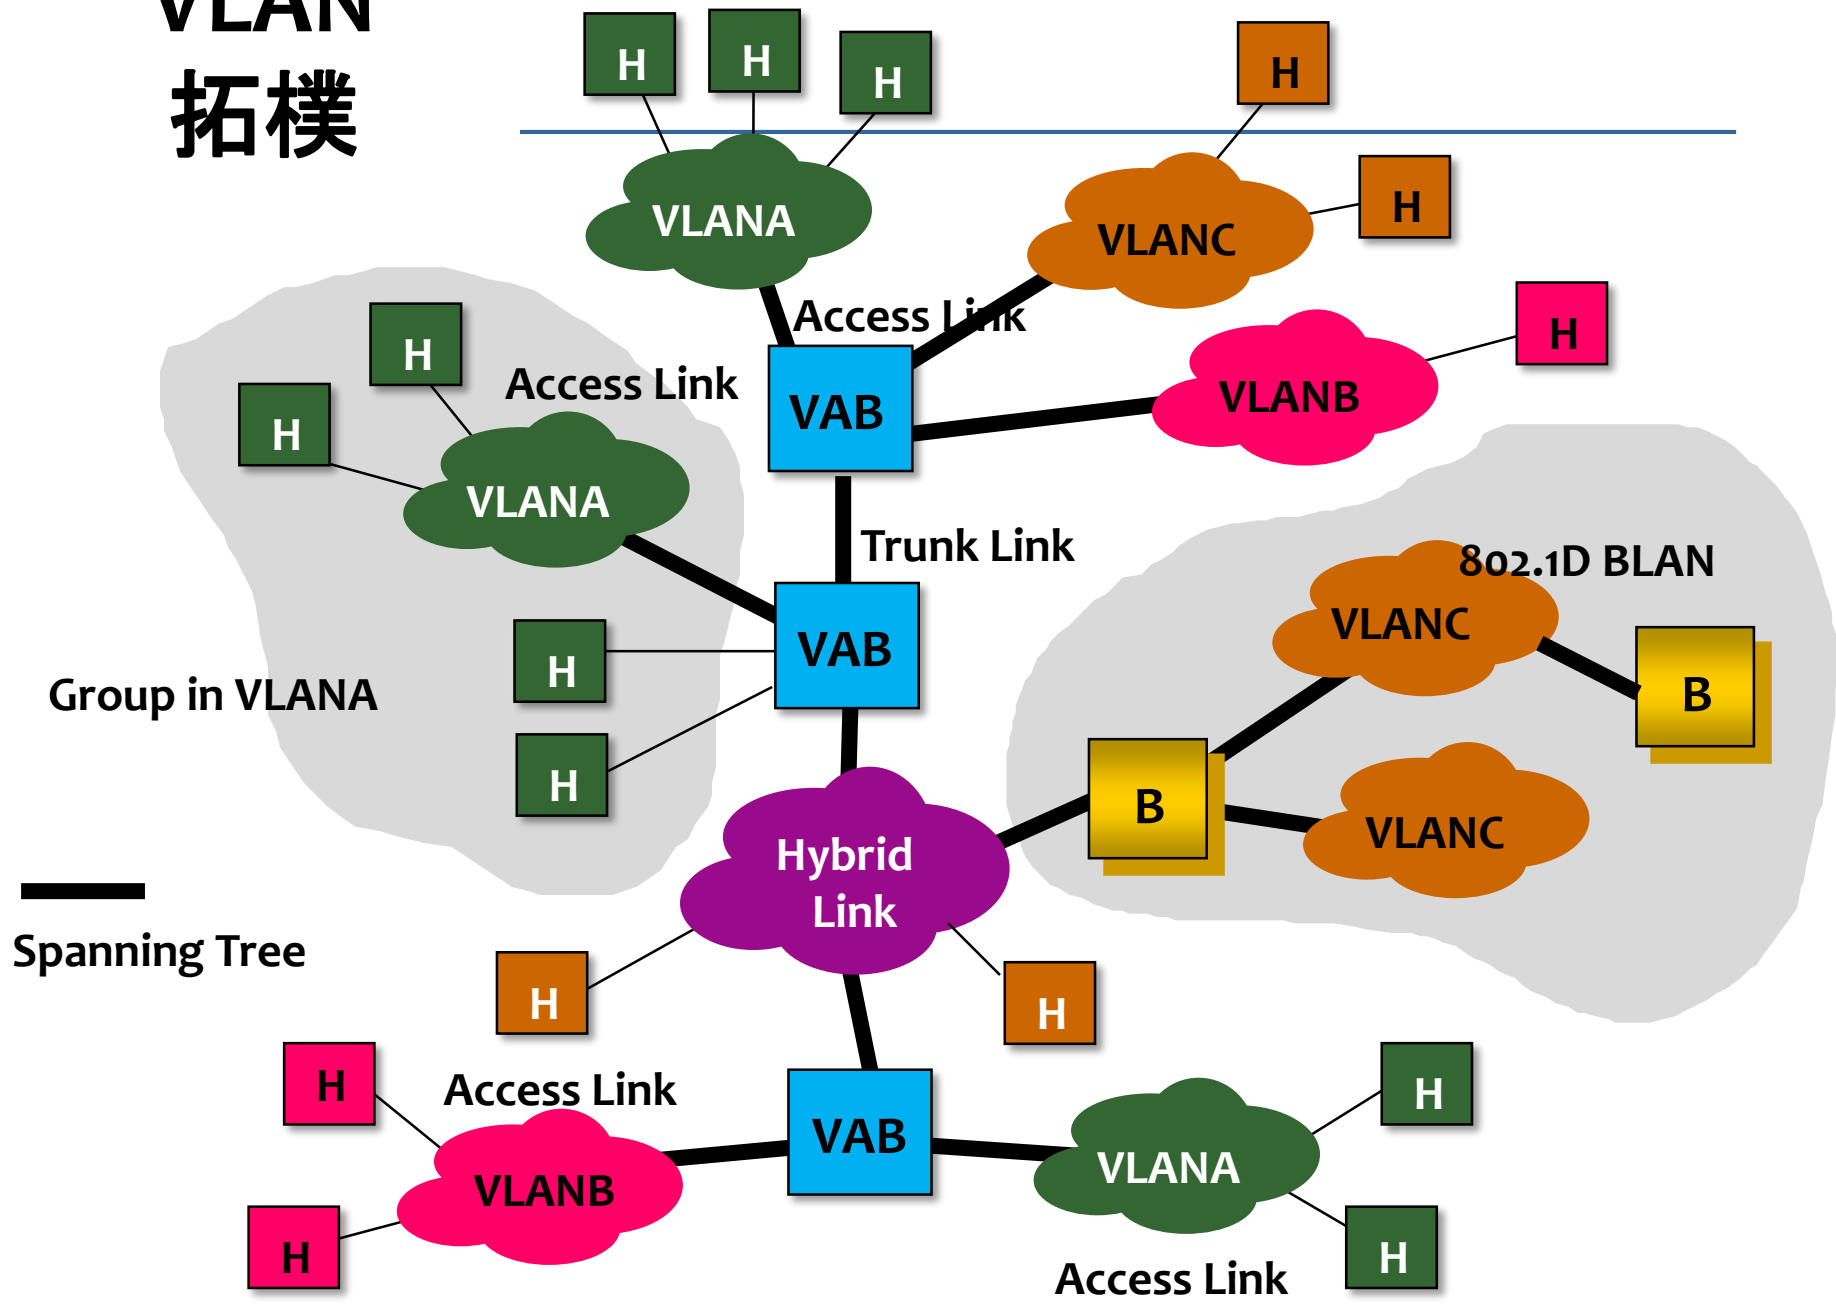 VLAN
拓樸
H
H
H
H
H
VLANA
VLANC
Access Link
H
H
Access Link
VAB
VLANB
H
VLANA
Trunk Link
802.1D BLAN
VLANC
H
VAB
B
Group in VLANA
H
B
VLANC
Hybrid
Link
Spanning Tree
H
H
H
Access Link
VAB
VLANA
H
VLANB
H
H
Access Link